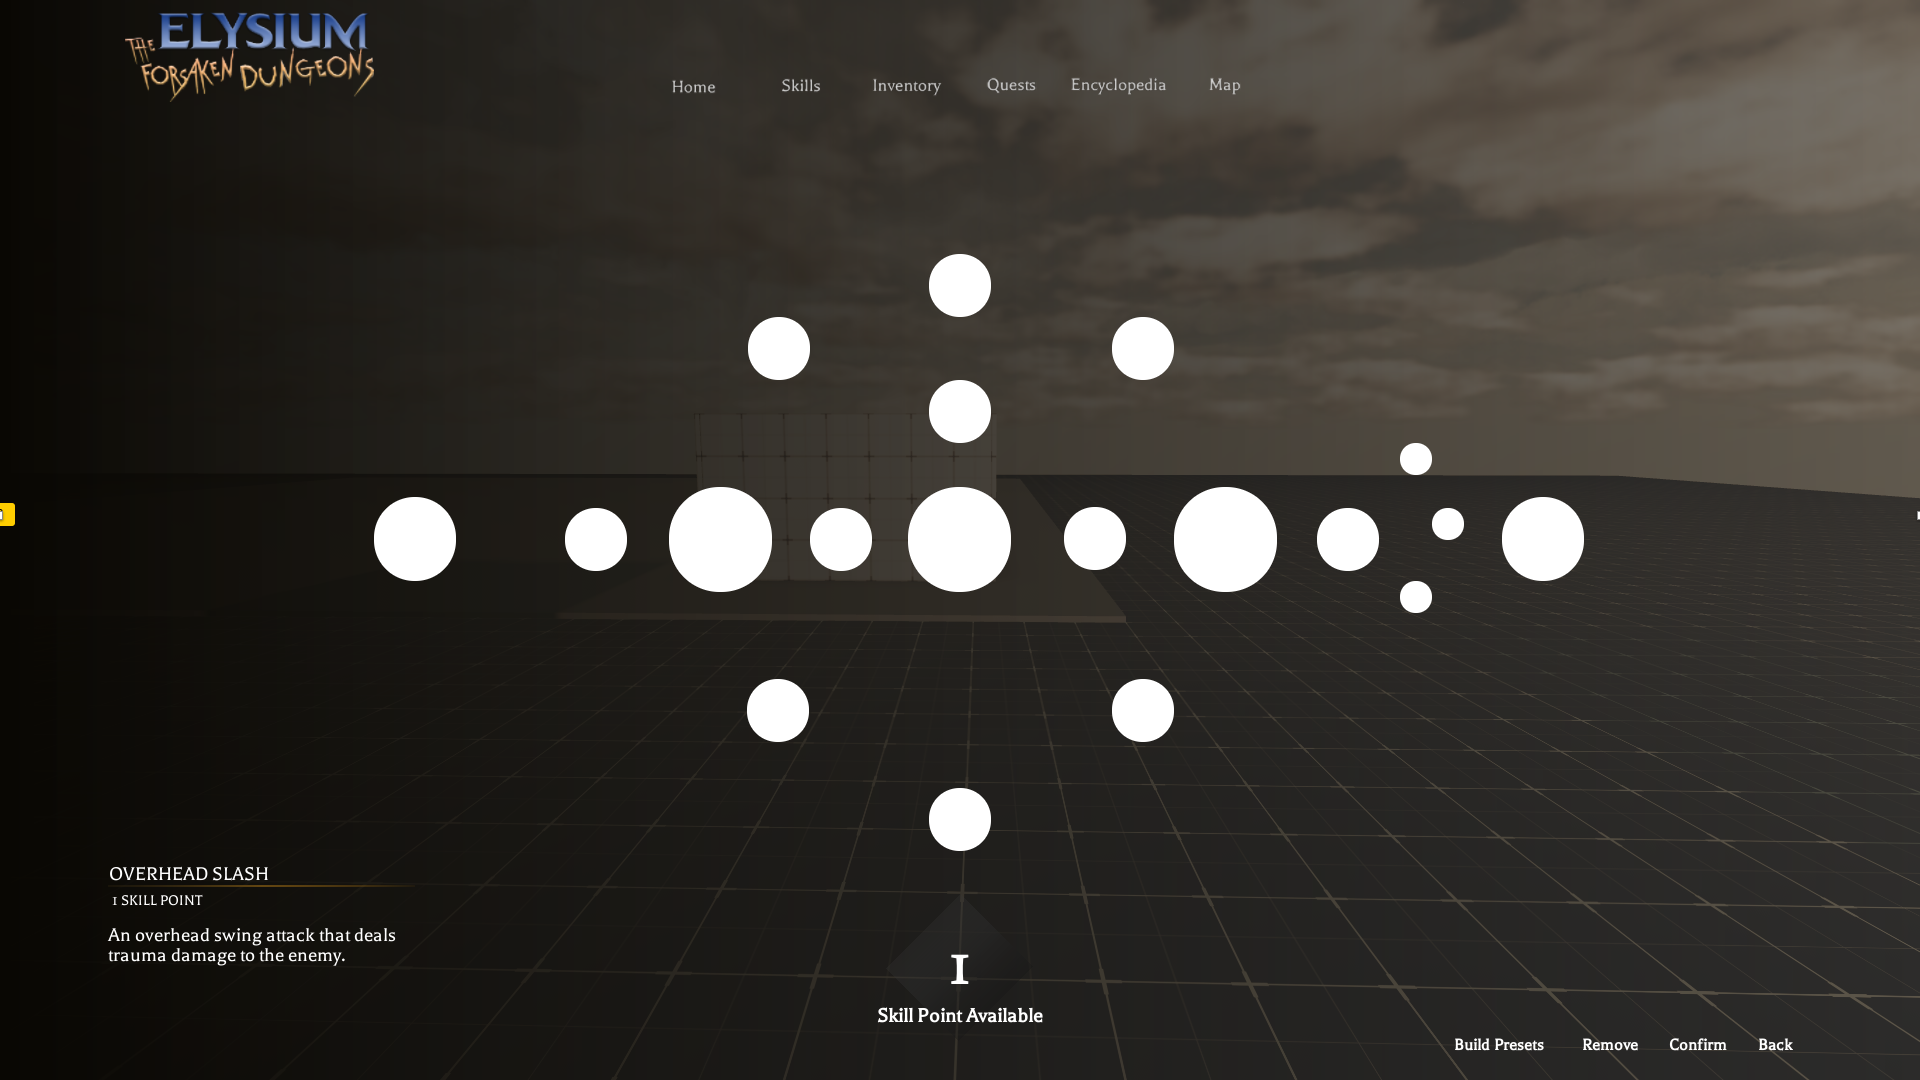 THE ELYSIUM
FORSAKEN DUNGEONS
Home Skills Inventory Quests Encyclopedia Map
OVERHEAD SLASH
1 SKILL POINT
An overhead swing attack that deals
trauma damage to the enemy.
1
Skill Point Available
Build Presets Remove Confirm Back